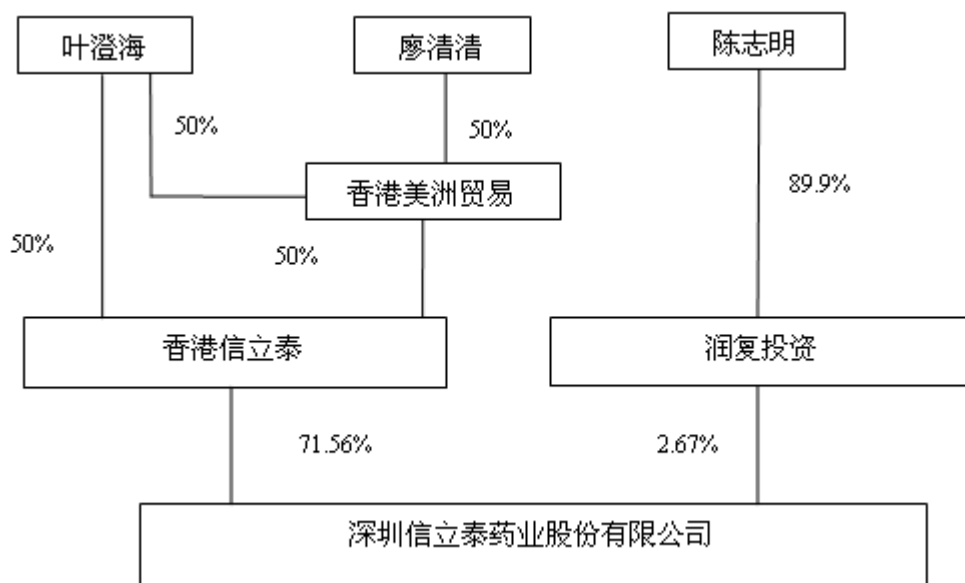 叶澄海
廖清清
陈志明
50%
50%
香港美洲贸易
89.9%
50%
50%
香港信立泰
润复投资
71.56%
2.67%
深圳信立泰药业股份有限公司